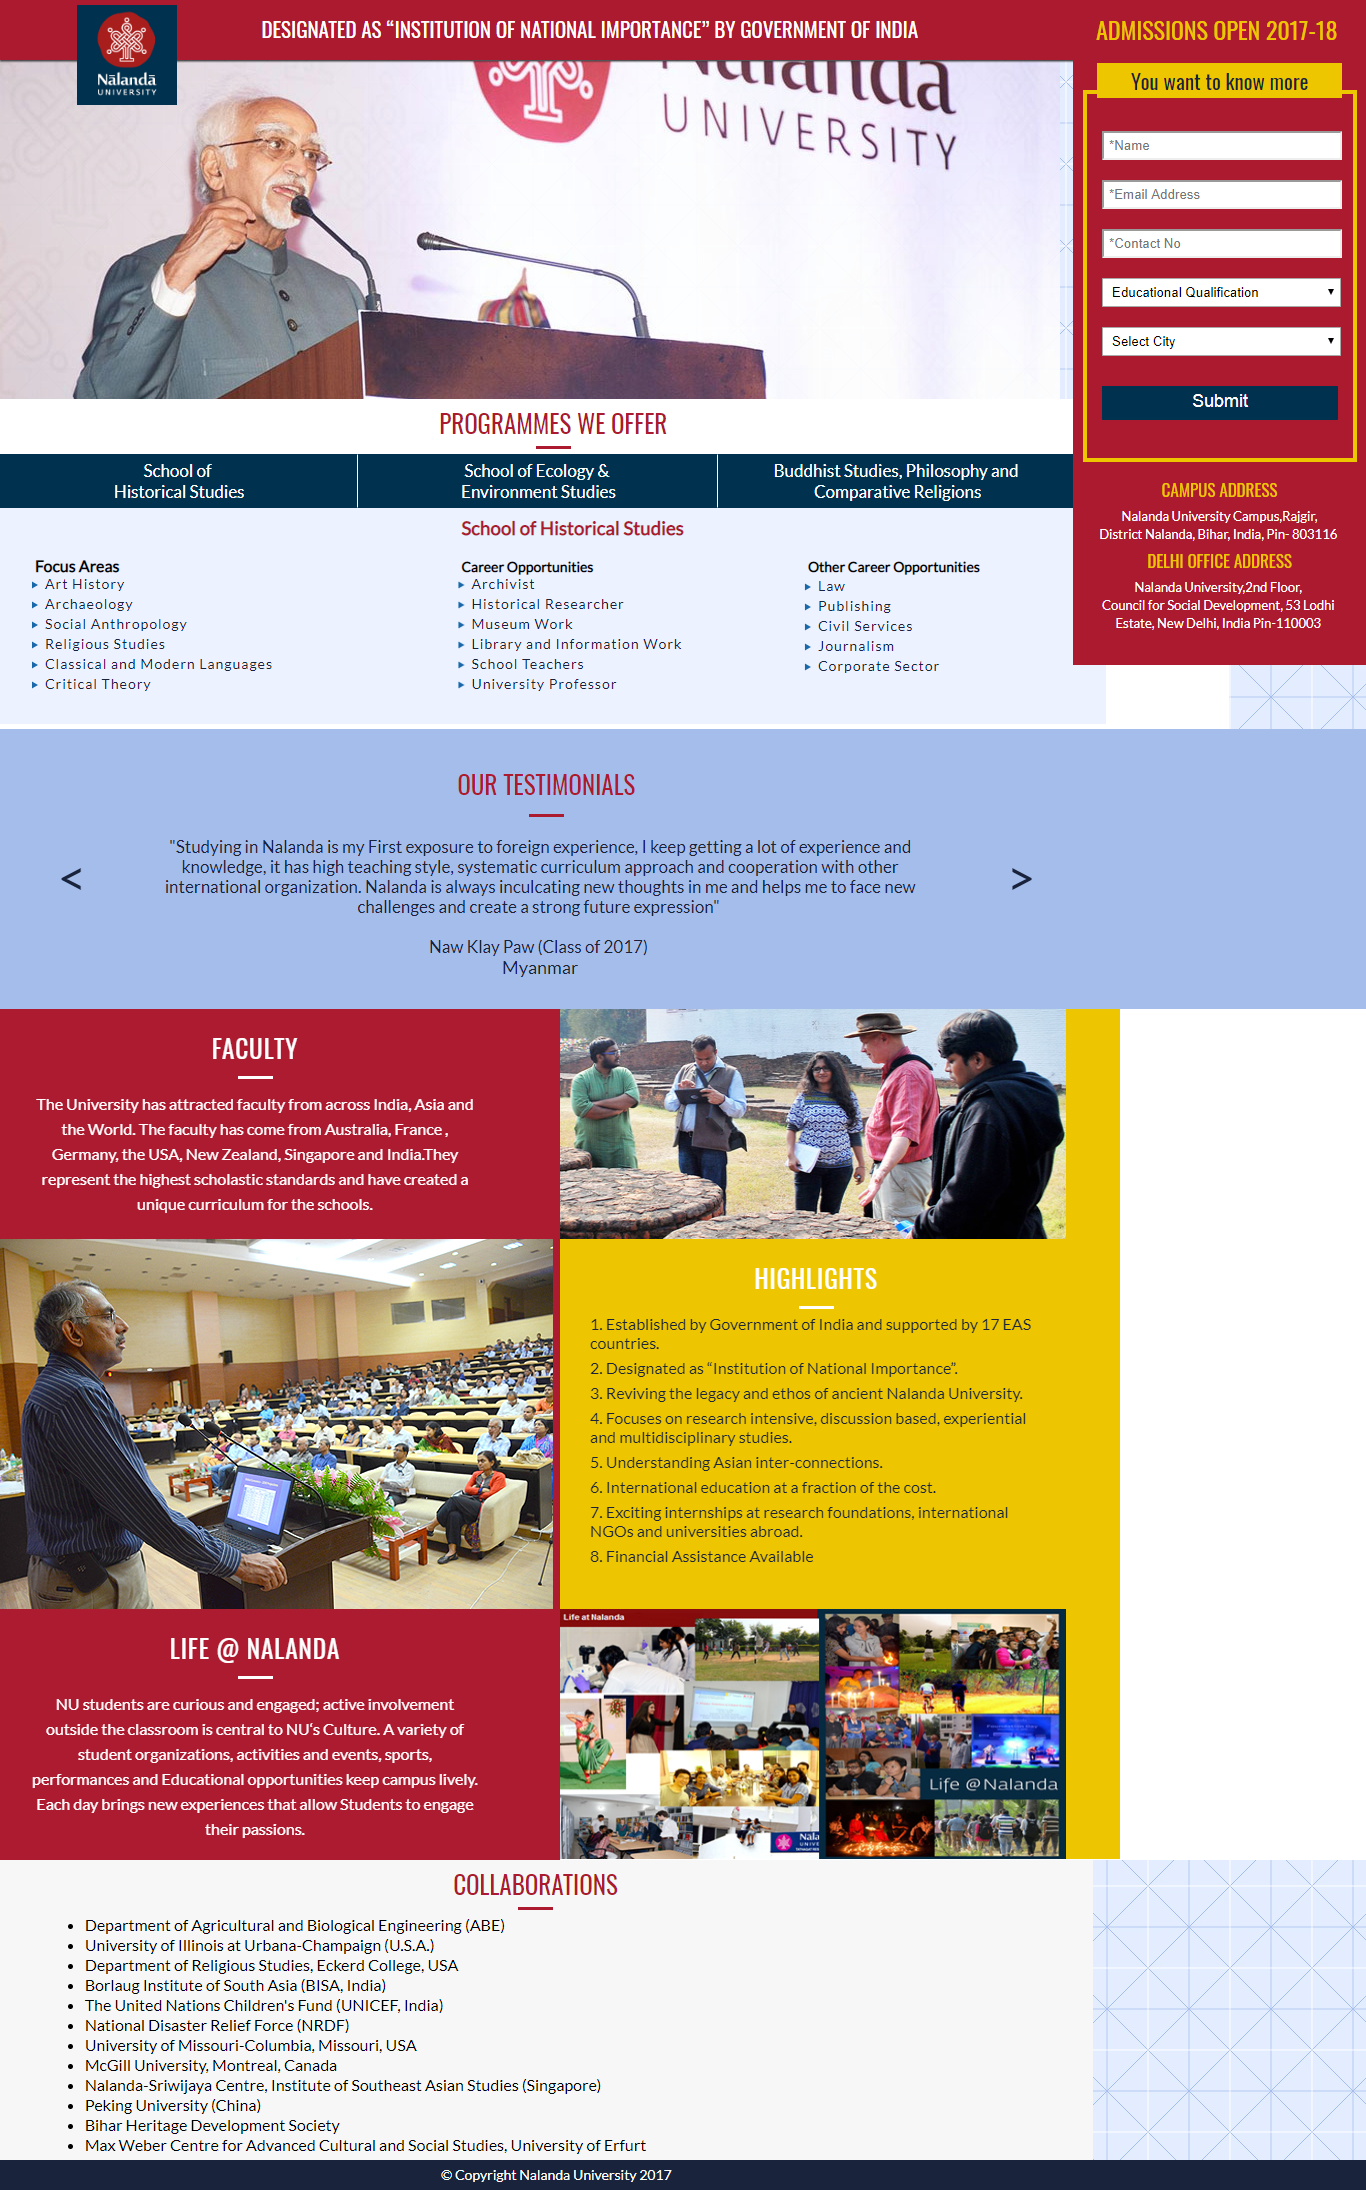 Nālandā
UNIVERSITY
DESIGNATED AS “INSTITUTION OF NATIONAL IMPORTANCE” BY GOVERNMENT OF INDIA
ADMISSIONS OPEN 2017-18
Nalanda
UNIVERSITY
You want to know more
*Name
*Email Address
*Contact No
Educational Qualification
Select City
Submit
CAMPUS ADDRESS
Nalanda University Campus,Rajgir,
District Nalanda, Bihar, India, Pin- 803116
DELHI OFFICE ADDRESS
Nalanda University,2nd Floor,
Council for Social Development, 53 Lodhi
Estate, New Delhi, India Pin-110003
PROGRAMMES WE OFFER
School of
Historical Studies
School of Ecology &
Environment Studies
Buddhist Studies, Philosophy and
Comparative Religions
School of Historical Studies
Focus Areas
Art History
Archaeology
Social Anthropology
Religious Studies
Classical and Modern Languages
Critical Theory
Career Opportunities
Archivist
Historical Researcher
Museum Work
Library and Information Work
School Teachers
University Professor
Other Career Opportunities
Law
Publishing
Civil Services
Journalism
Corporate Sector
OUR TESTIMONIALS
<
"Studying in Nalanda is my First exposure to foreign experience, I keep getting a lot of experience and
knowledge, it has high teaching style, systematic curriculum approach and cooperation with other
international organization. Nalanda is always inculcating new thoughts in me and helps me to face new
challenges and create a strong future expression"
Naw Klay Paw (Class of 2017)
Myanmar
>
FACULTY
The University has attracted faculty from across India, Asia and
the World. The faculty has come from Australia, France ,
Germany, the USA, New Zealand, Singapore and India.They
represent the highest scholastic standards and have created a
unique curriculum for the schools.
HIGHLIGHTS
1. Established by Government of India and supported by 17 EAS
countries.
2. Designated as “Institution of National Importance”.
3. Reviving the legacy and ethos of ancient Nalanda University.
4. Focuses on research intensive, discussion based, experiential
and multidisciplinary studies.
5. Understanding Asian inter-connections.
6. International education at a fraction of the cost.
7. Exciting internships at research foundations, international
NGOs and universities abroad.
8. Financial Assistance Available
LIFE @ NALANDA
NU students are curious and engaged; active involvement
outside the classroom is central to NU‘s Culture. A variety of
student organizations, activities and events, sports,
performances and Educational opportunities keep campus lively.
Each day brings new experiences that allow Students to engage
their passions.
Life at Nalanda
Life @Nalanda
COLLABORATIONS
Department of Agricultural and Biological Engineering (ABE)
University of Illinois at Urbana-Champaign (U.S.A.)
Department of Religious Studies, Eckerd College, USA
Borlaug Institute of South Asia (BISA, India)
The United Nations Children's Fund (UNICEF, India)
National Disaster Relief Force (NRDF)
University of Missouri-Columbia, Missouri, USA
McGill University, Montreal, Canada
Nalanda-Sriwijaya Centre, Institute of Southeast Asian Studies (Singapore)
Peking University (China)
Bihar Heritage Development Society
Max Weber Centre for Advanced Cultural and Social Studies, University of Erfurt
© Copyright Nalanda University 2017